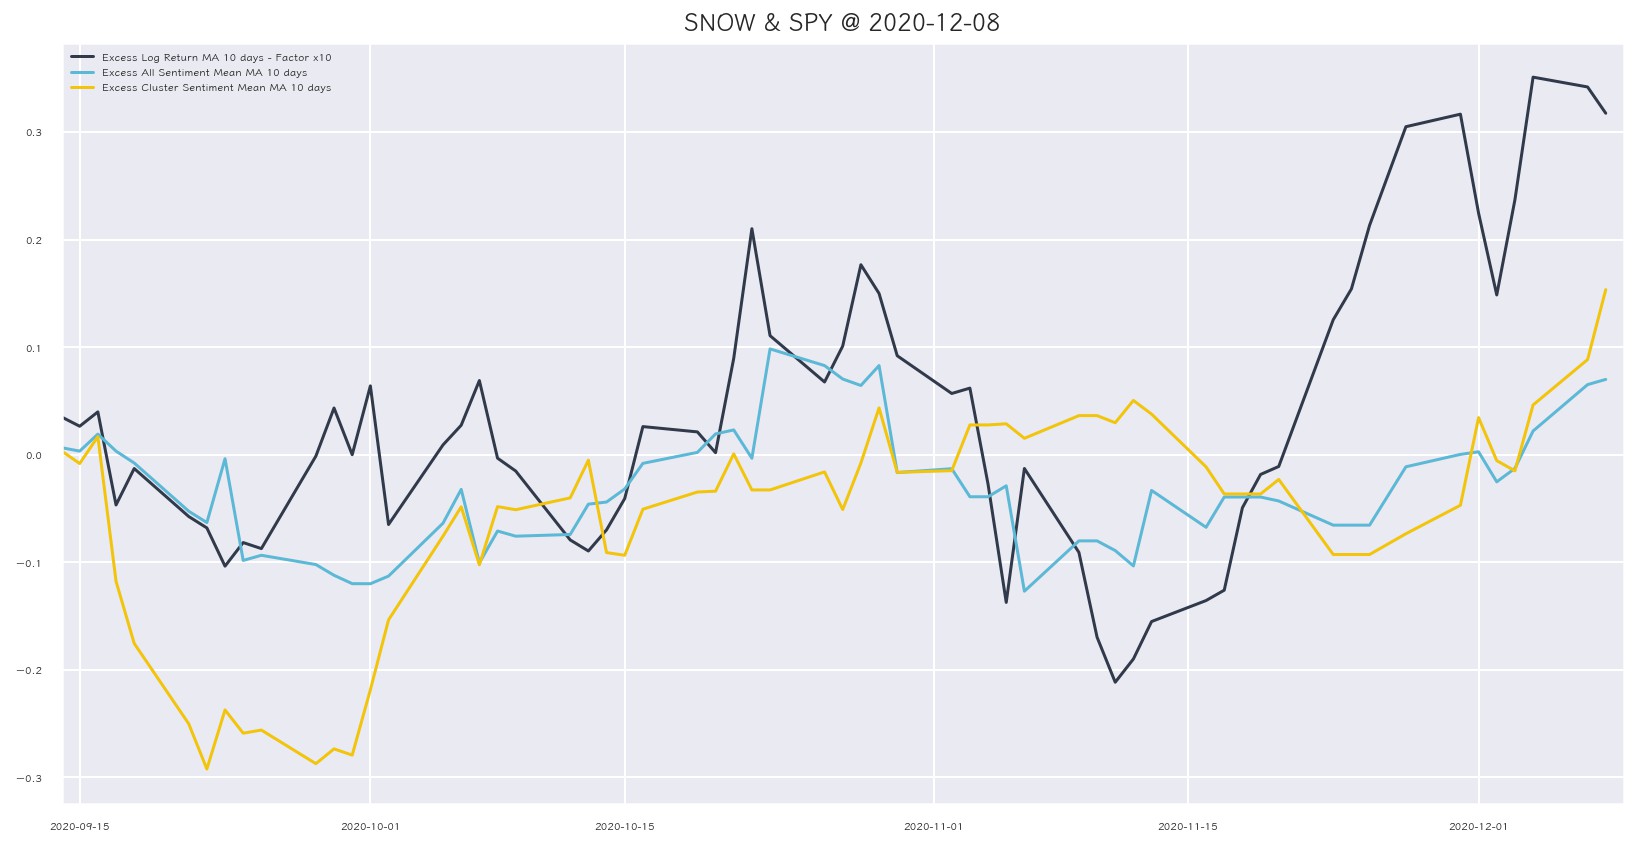 SNOW & SPY @ 2020-12-08
Excess Log Return MA 10 days - Factor x10
Excess All Sentiment Mean MA 10 days
Excess Cluster Sentiment Mean MA 10 days
0.3
0.2
0.1
0.0
−0.1
−0.2
−0.3
2020-09-15 2020-10-01 2020-10-15 2020-11-01 2020-11-15 2020-12-01